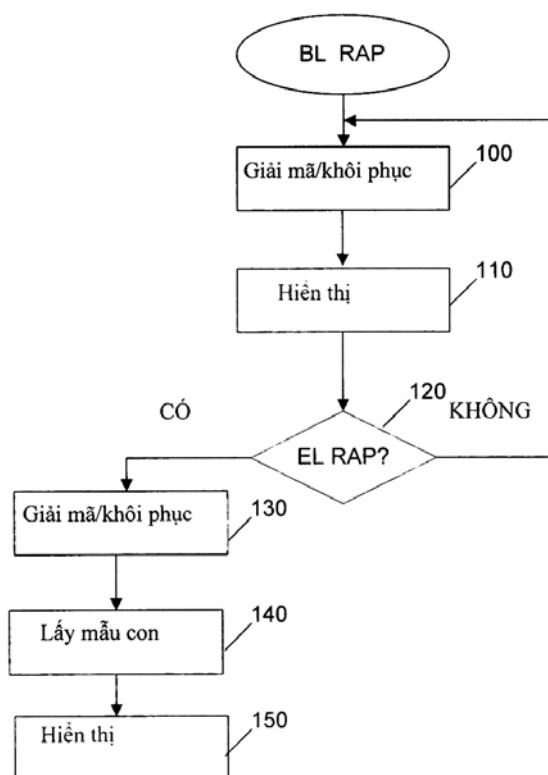 BL RAP
Giải mã/khôi phục
100
Hiển thị
110
CÓ
120
KHÔNG
EL RAP?
Giải mã/khôi phục
130
Lấy mẫu con
140
Hiển thị
150